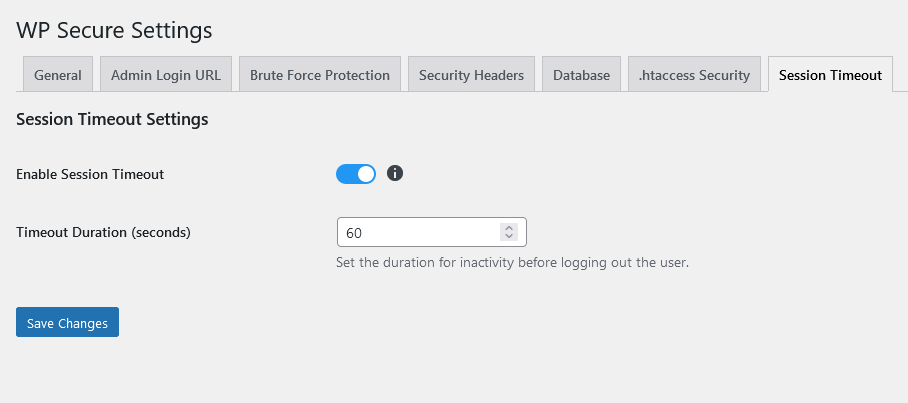 WP Secure Settings
General Admin Login URL Brute Force Protection Security Headers Database .htaccess Security Session Timeout
Session Timeout Settings
Enable Session Timeout
Timeout Duration (seconds) 60
Set the duration for inactivity before logging out the user.
Save Changes